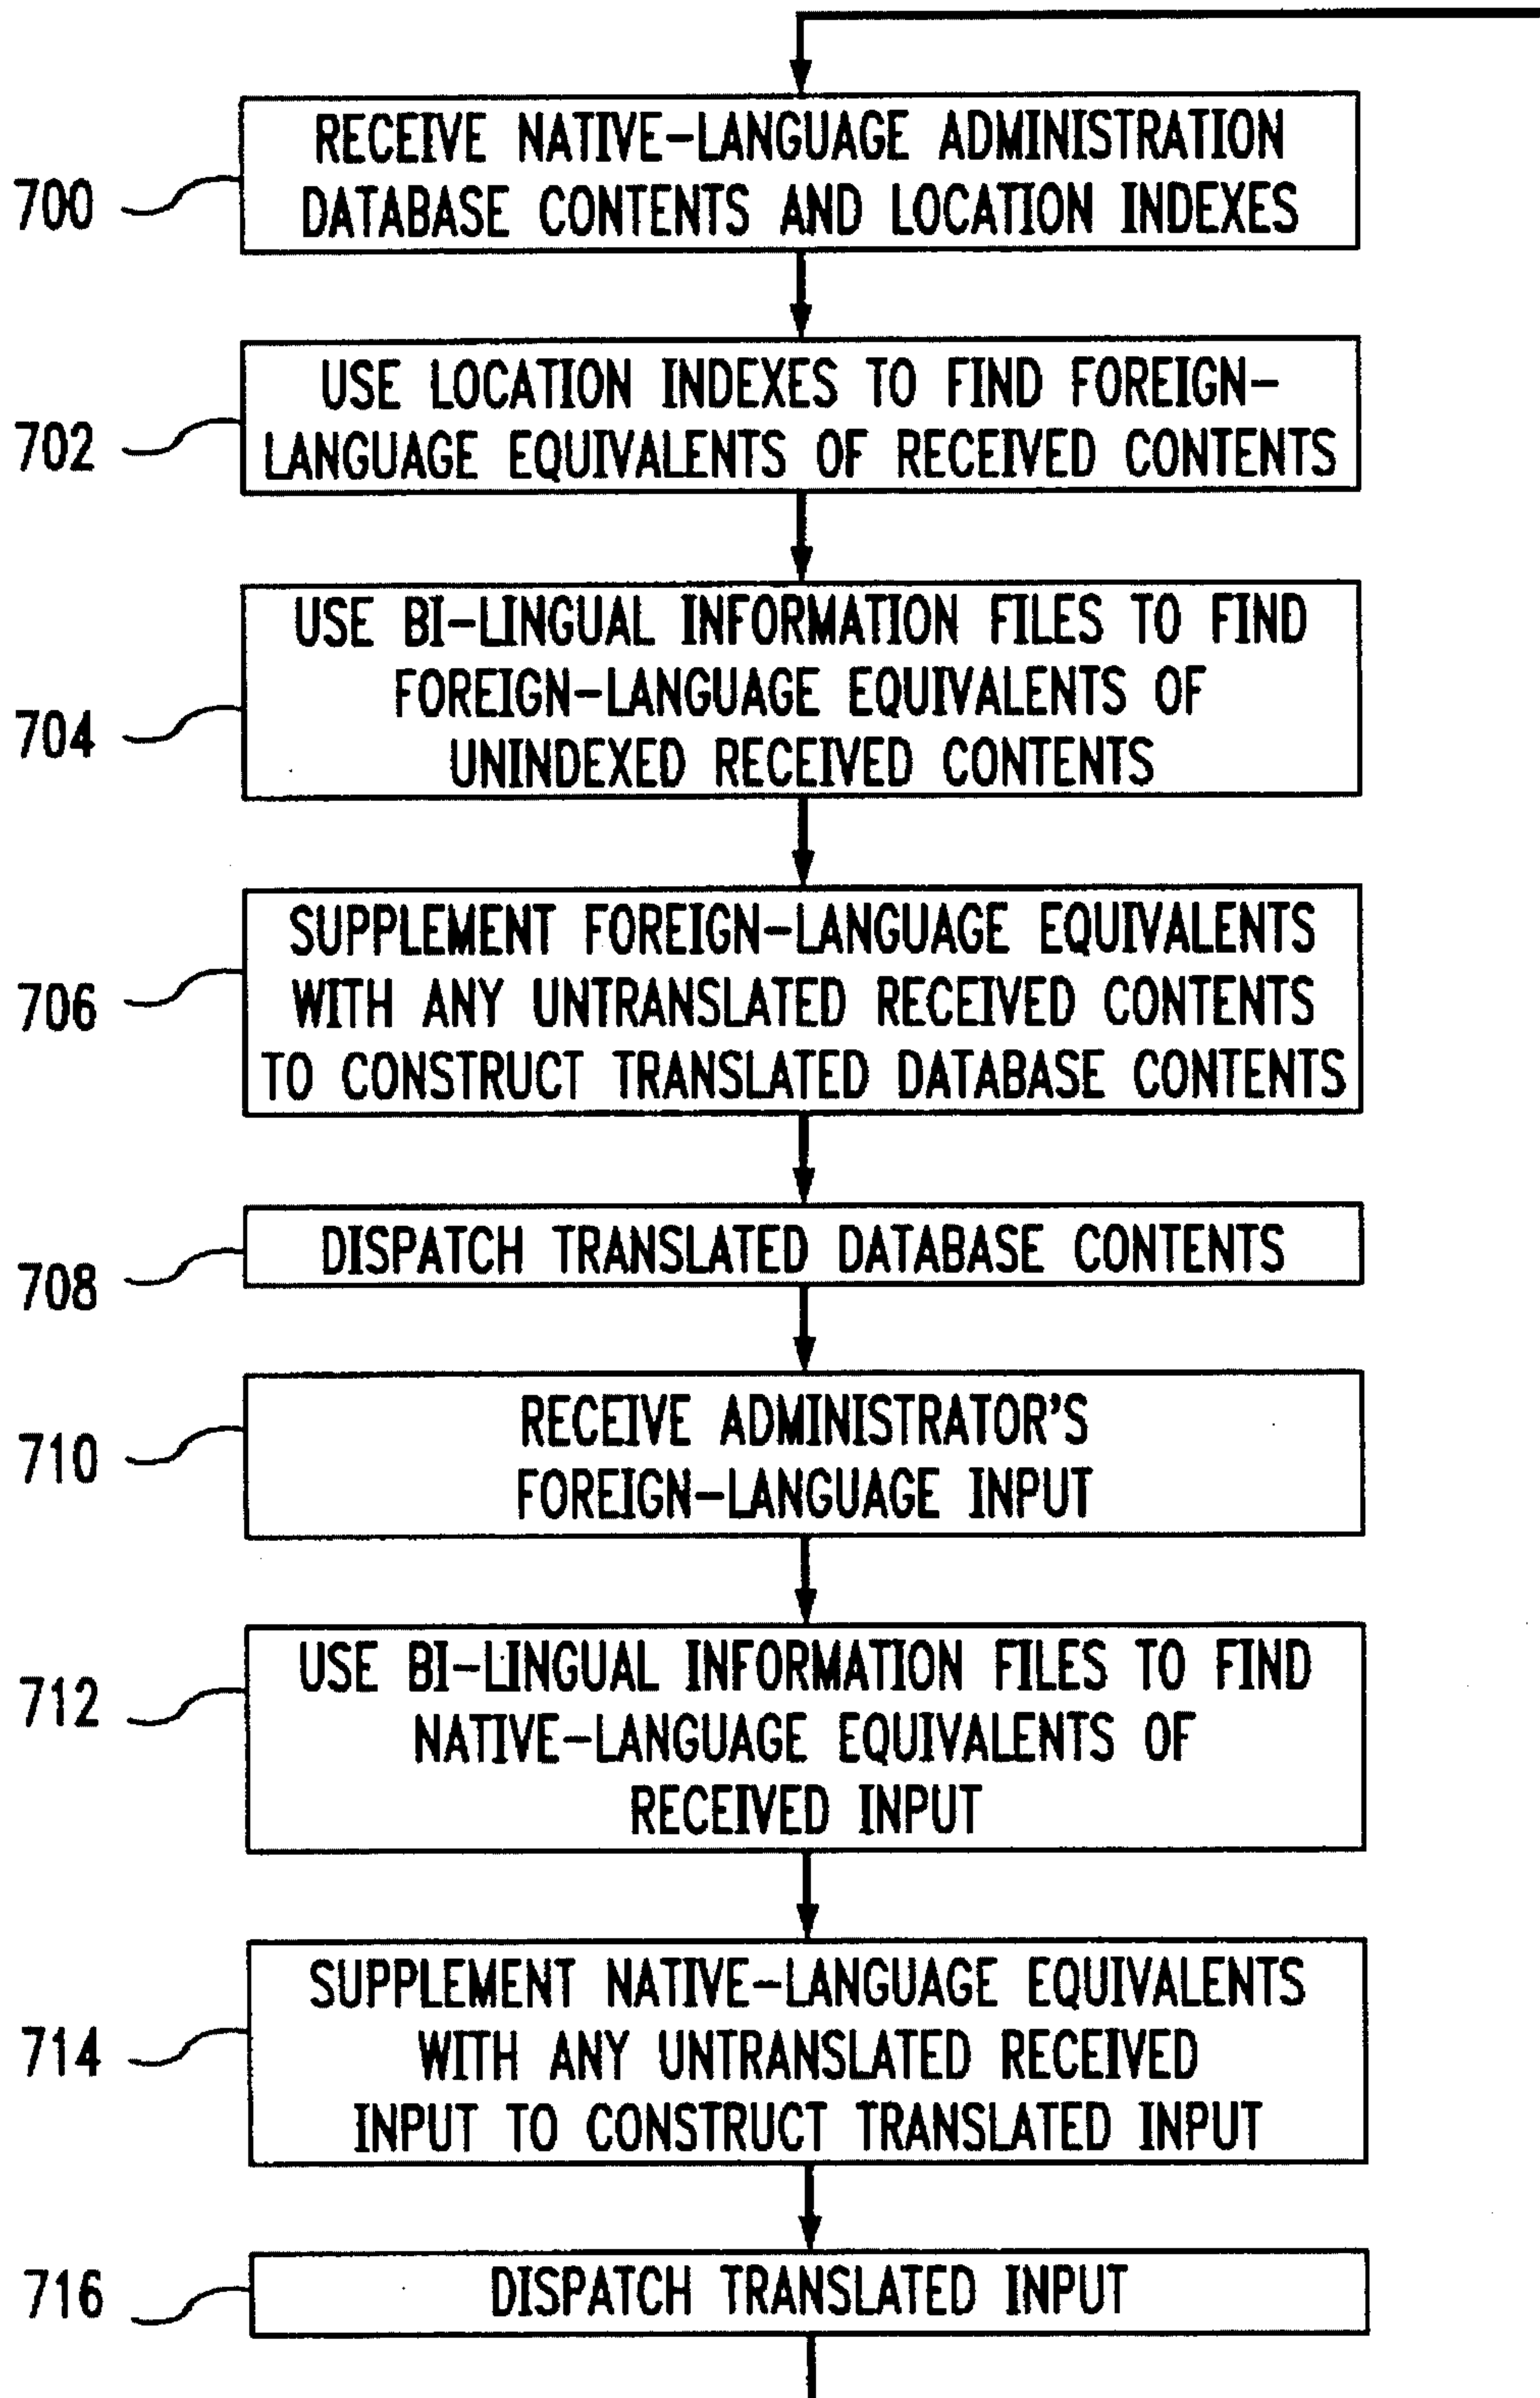 RECEIVE NATIVE-LANGUAGE ADMINISTRATION
DATABASE CONTENTS AND LOCATION INDEXES
700
USE LOCATION INDEXES TO FIND FOREIGN-
LANGUAGE EQUIVALENTS OF RECEIVED CONTENTS
702
USE BI-LINGUAL INFORMATION FILES TO FIND
FOREIGN-LANGUAGE EQUIVALENTS OF
UNINDEXED RECEIVED CONTENTS
704
SUPPLEMENT FOREIGN-LANGUAGE EQUIVALENTS
WITH ANY UNTRANSLATED RECEIVED CONTENTS
TO CONSTRUCT TRANSLATED DATABASE CONTENTS
706
DISPATCH TRANSLATED DATABASE CONTENTS
708
RECEIVE ADMINISTRATOR'S
FOREIGN-LANGUAGE INPUT
710
USE BI-LINGUAL INFORMATION FILES TO FIND
NATIVE-LANGUAGE EQUIVALENTS OF
RECEIVED INPUT
712
SUPPLEMENT NATIVE-LANGUAGE EQUIVALENTS
WITH ANY UNTRANSLATED RECEIVED
INPUT TO CONSTRUCT TRANSLATED INPUT
714
DISPATCH TRANSLATED INPUT
716